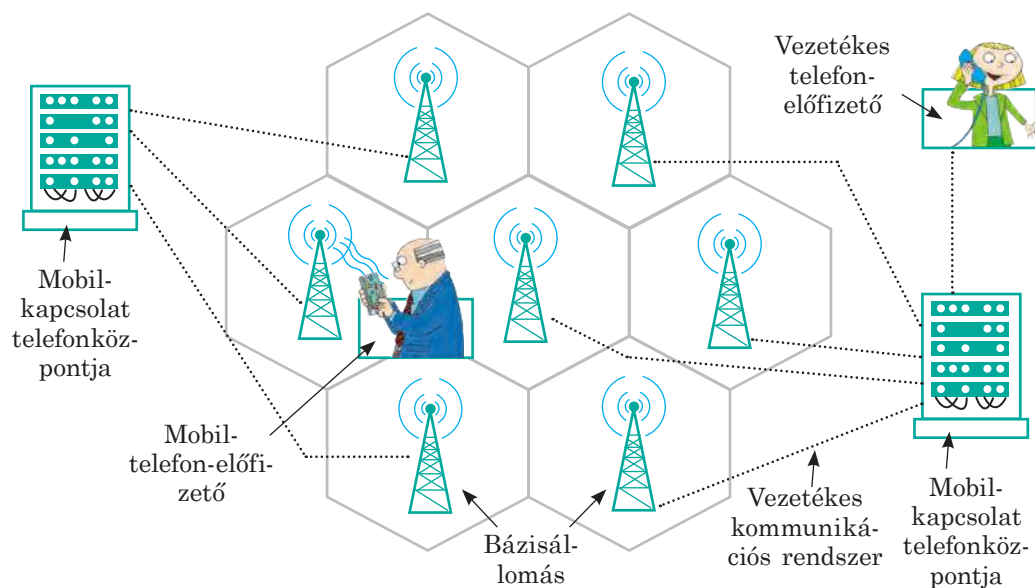 Vezetékes
telefon-
előfizető
Mobil-
kapcsolat
telefonköz-
pontja
Mobil-
telefon-előfi-
zető
Bázisál-
lomás
Vezetékes
kommuniká-
ciós rendszer
Mobil-
kapcsolat
telefonköz-
pontja